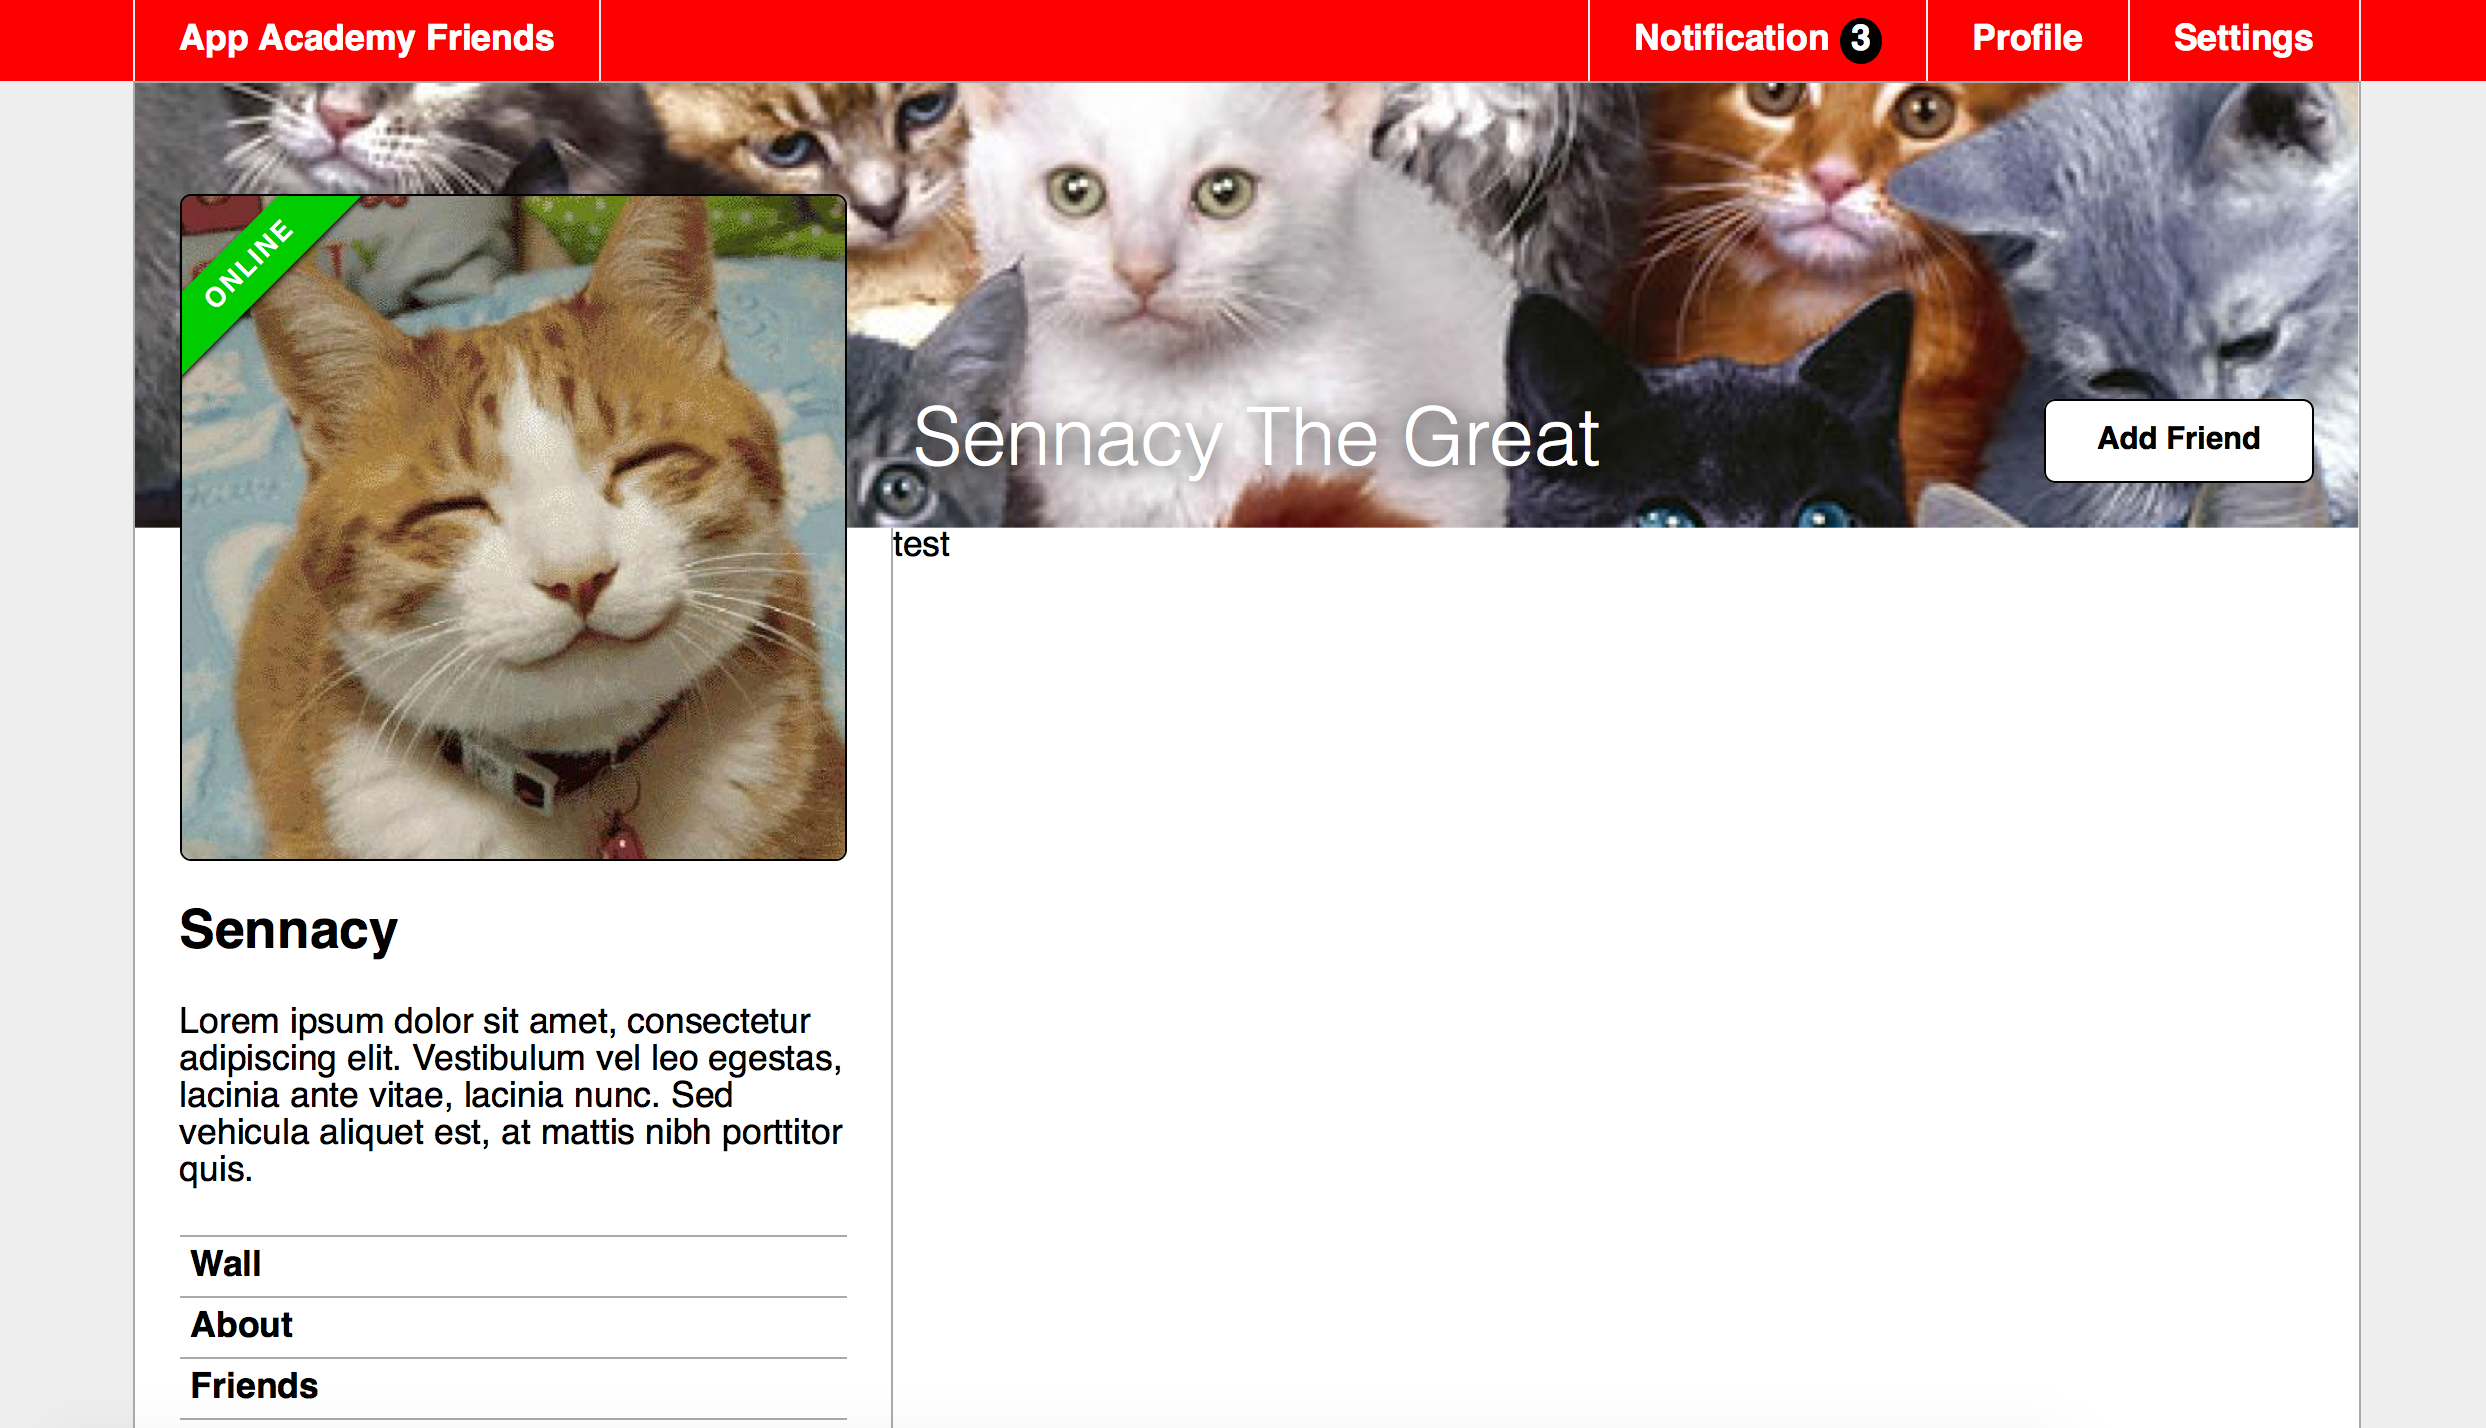 App Academy Friends
Notification 3
Profile
Settings
ONLINE
Sennacy The Great
Add Friend
test
Sennacy
Lorem ipsum dolor sit amet, consectetur
adipiscing elit. Vestibulum vel leo egestas,
lacinia ante vitae, lacinia nunc. Sed
vehicula aliquet est, at mattis nibh porttitor
quis.
Wall
About
Friends